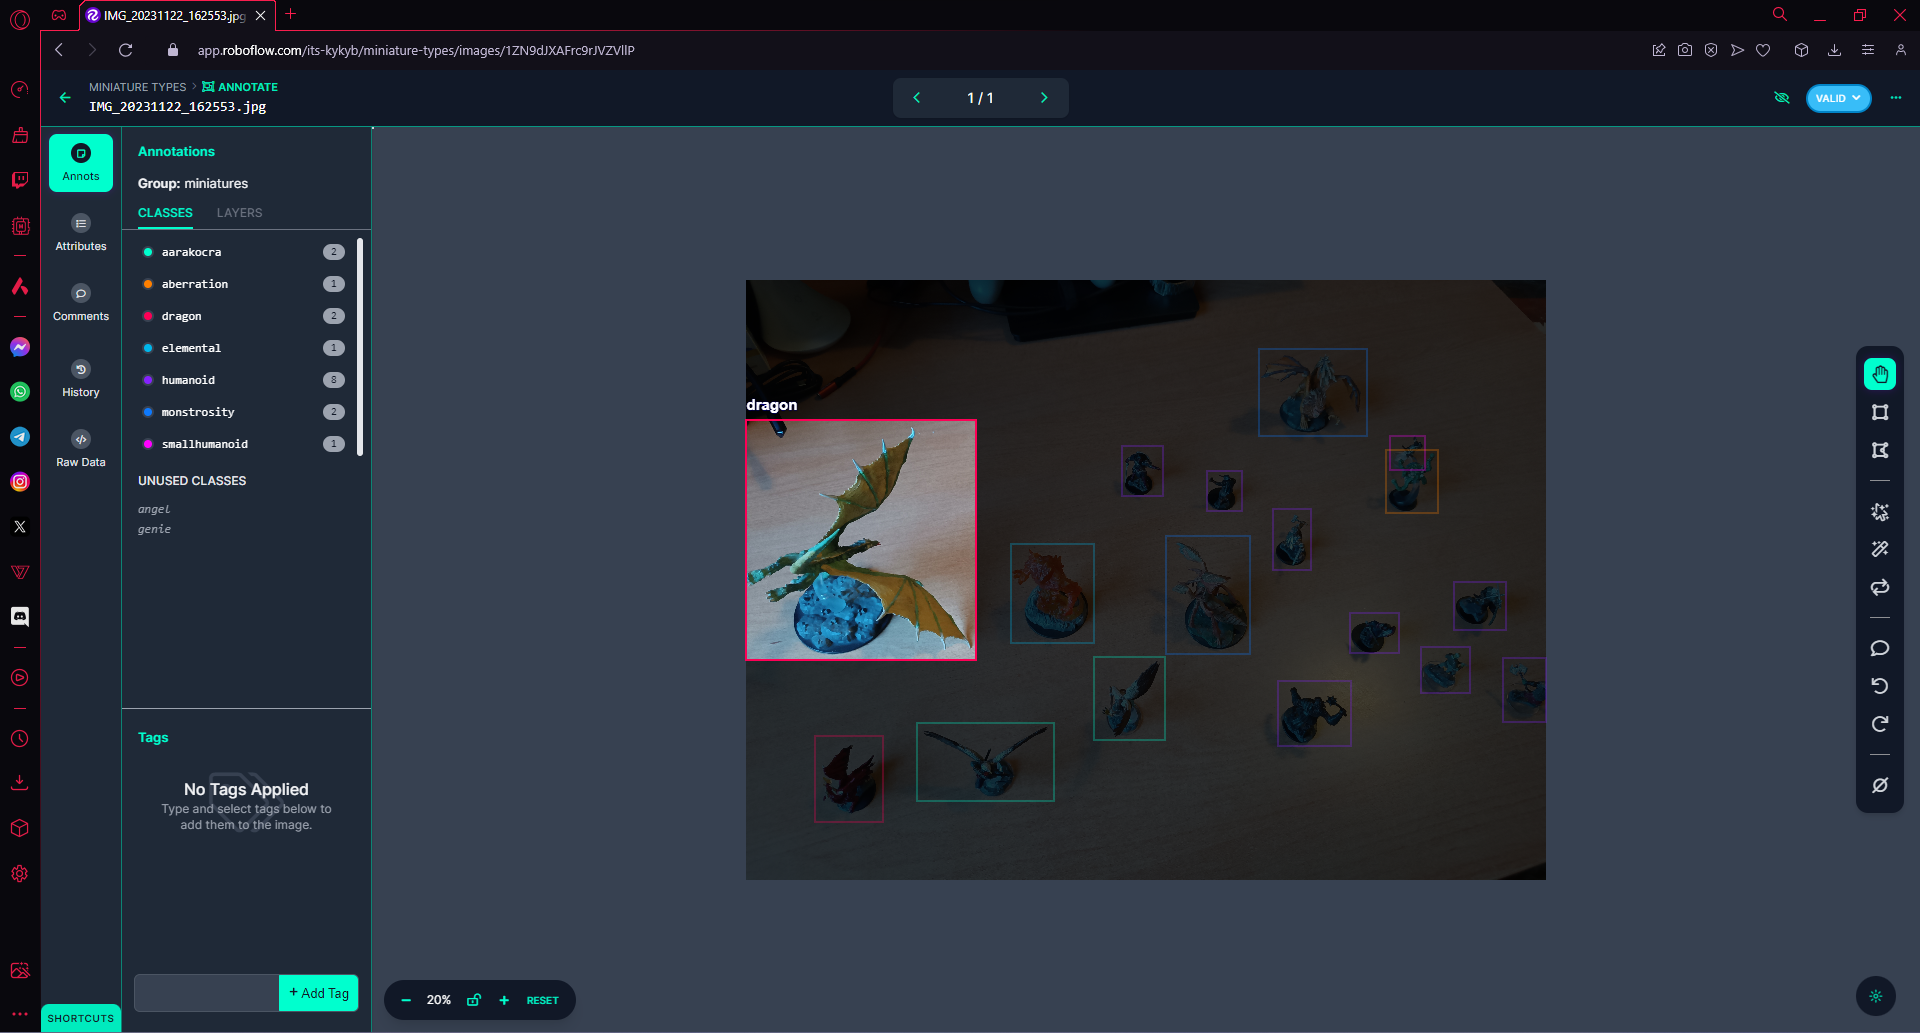 IMG_20231122_162553.jpg
app.roboflow.com/its-kykyb/miniature-types/images/1ZN9dJXAFrc9rJVZVllP
MINIATURE TYPES > ANNOTATE
IMG_20231122_162553.jpg
1 / 1
VALID
Annots
Attributes
Comments
History
Raw Data
Annotations
Group: miniatures
CLASSES LAYERS
aarakocra 2
aberration 1
dragon 2
elemental 1
humanoid 8
monstrosity 2
smallhumanoid 1
UNUSED CLASSES
angel
genie
Tags
No Tags Applied
Type and select tags below to
add them to the image.
+ Add Tag
SHORTCUTS
dragon
20%
RESET